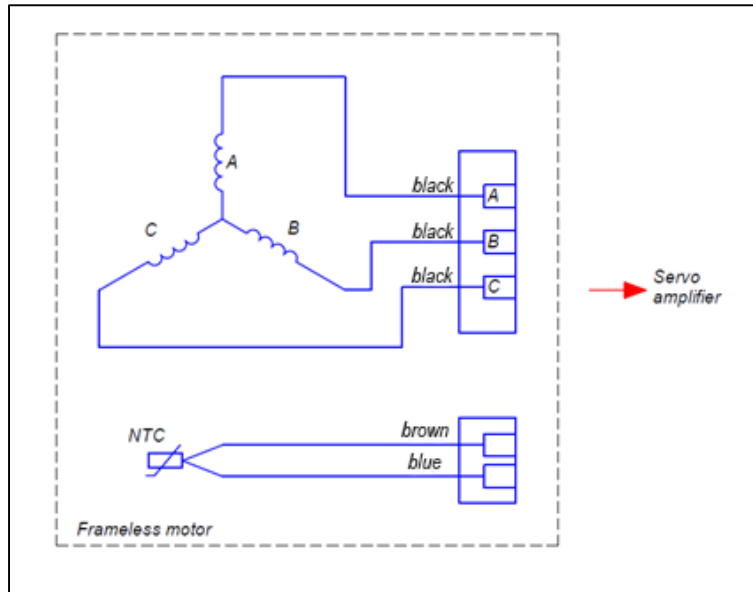 A
C
B
black
A
black
B
black
C
Servo
amplifier
NTC
brown
blue
Frameless motor